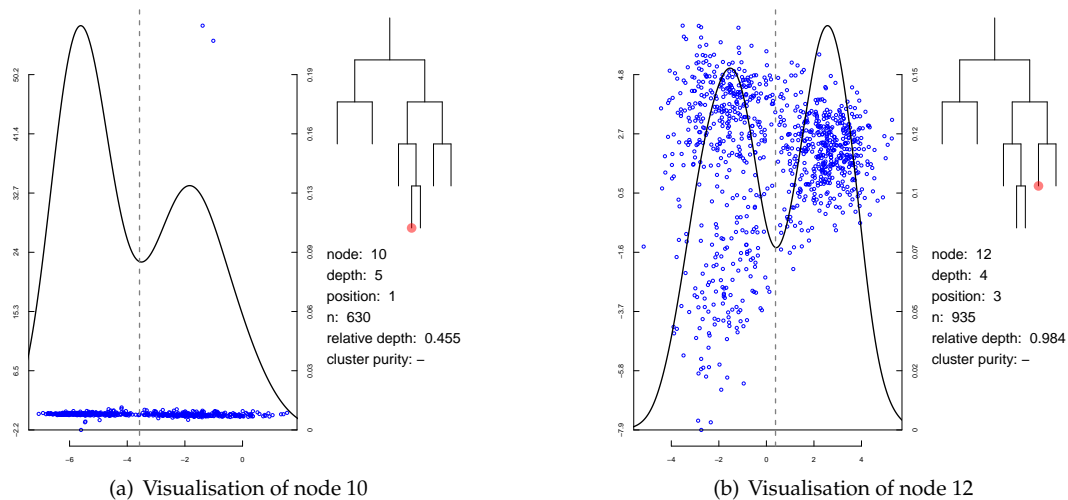 50.2
41.4
32.7
24
15.3
6.5
−2.2
0.19
0.16
0.13
0.09
0.06
0.03
0
−6 −4 −2 0
node: 10
depth: 5
position: 1
n: 630
relative depth: 0.455
cluster purity: –
(a) Visualisation of node 10
4.8
2.7
0.5
−1.6
−3.7
−5.8
−7.9
0.15
0.12
0.1
0.07
0.05
0.02
0
−4 −2 0 2 4
node: 12
depth: 4
position: 3
n: 935
relative depth: 0.984
cluster purity: –
(b) Visualisation of node 12